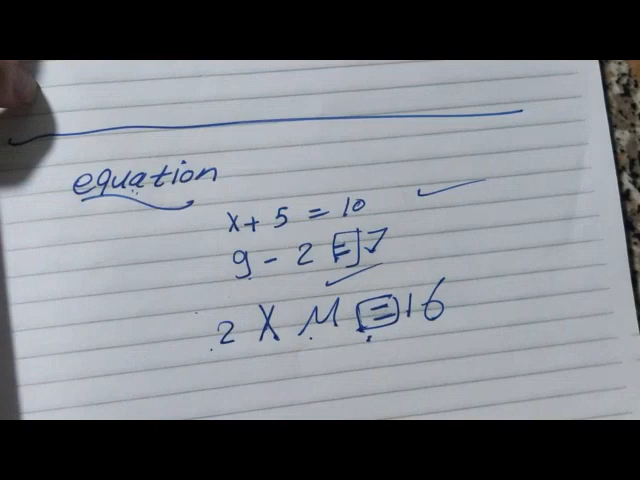 equation
x + 5 = 10
9 - 2 = 7
2 X M = 16